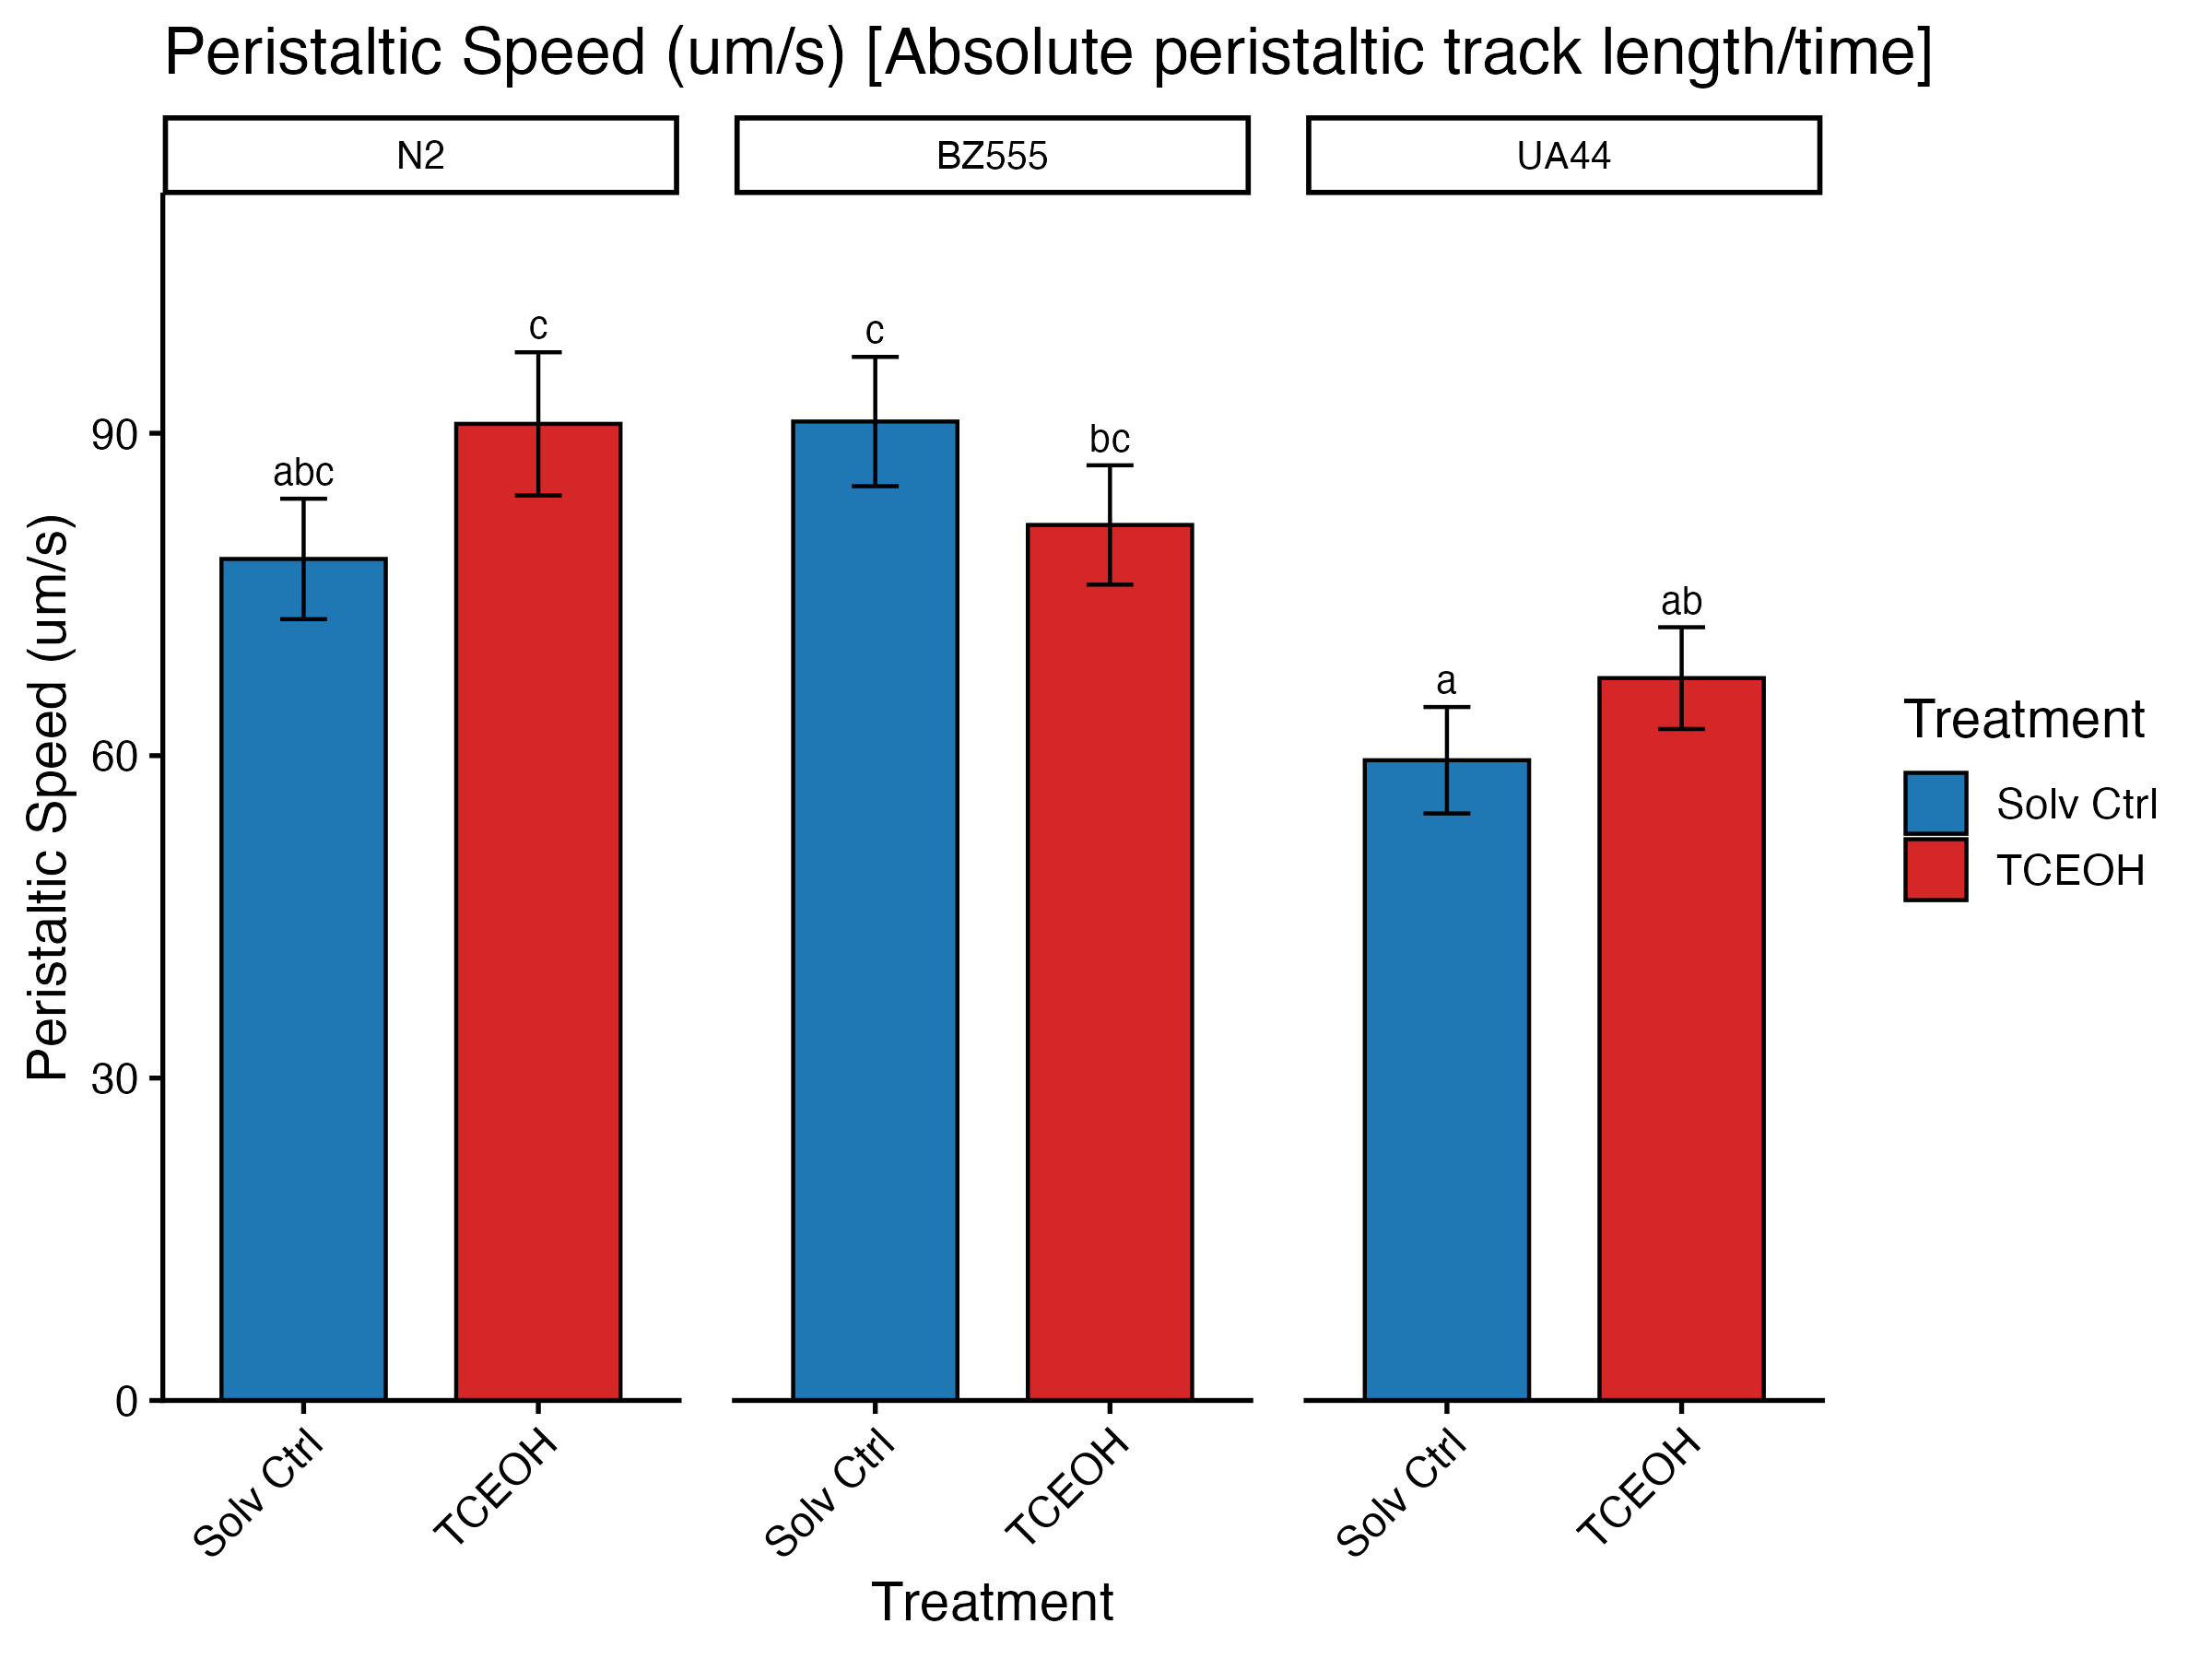 Peristaltic Speed (um/s) [Absolute peristaltic track length/time]
N2
BZ555
UA44
Peristaltic Speed (um/s)
90
60
30
0
abc
c
c
bc
a
ab
Solv Ctrl
TCEOH
Solv Ctrl
TCEOH
Solv Ctrl
TCEOH
Treatment
Treatment
Solv Ctrl
TCEOH